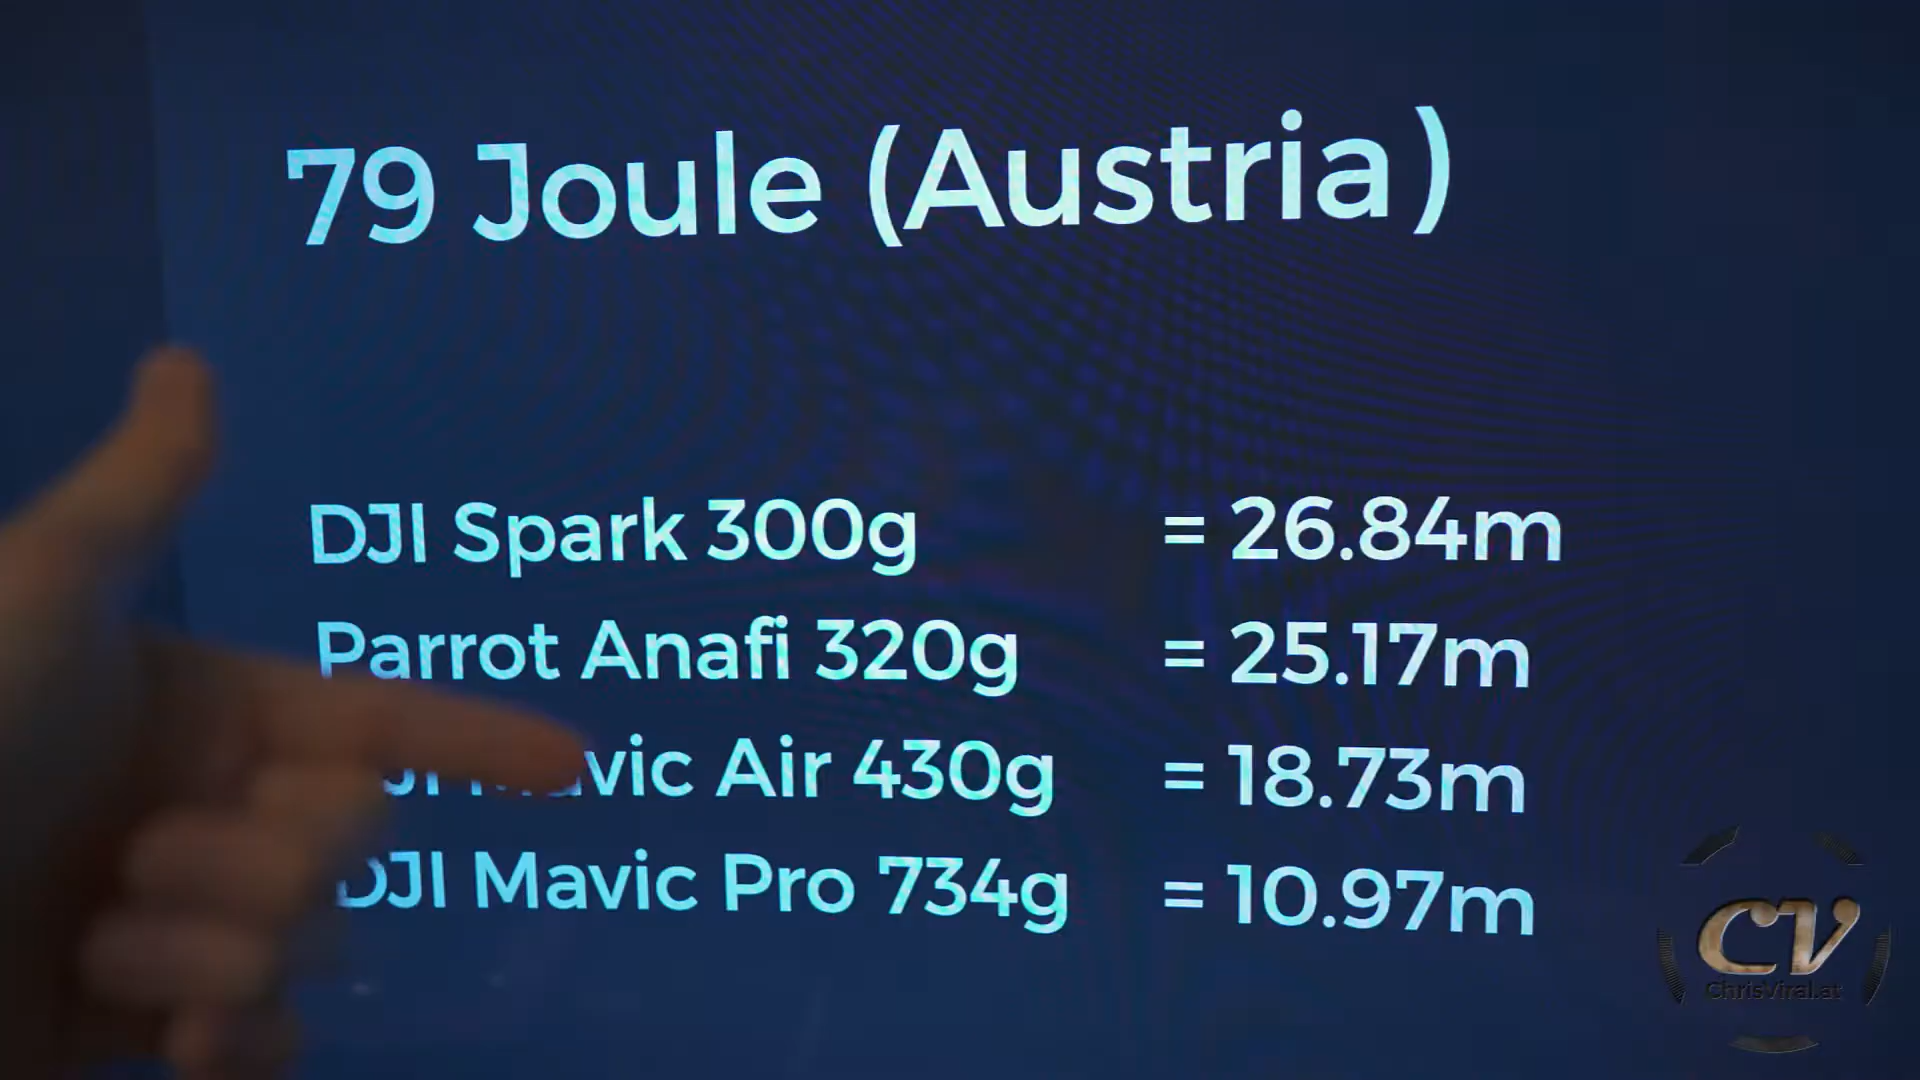 79 Joule (Austria)
DJI Spark 300g = 26.84m
Parrot Anafi 320g = 25.17m
Air 430g = 18.73m
DJI Mavic Pro 734g = 10.97m
CV
ChrisViral.at